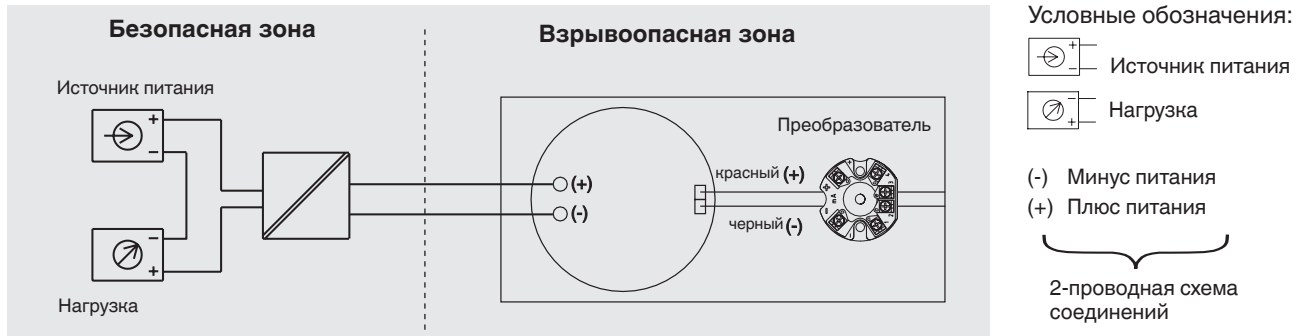 Безопасная зона
Взрывоопасная зона
Источник питания
+
−
−
+
Нагрузка
(+)
(-)
Преобразователь
красный (+)
черный (-)
mA
Условные обозначения:
+
−
Источник питания
−
+
Нагрузка
(-) Минус питания
(+) Плюс питания
2-проводная схема
соединений